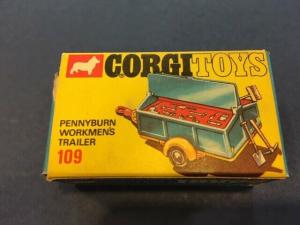 CORGI TOYS
PENNYBURN
WORKMEN'S
TRAILER
109